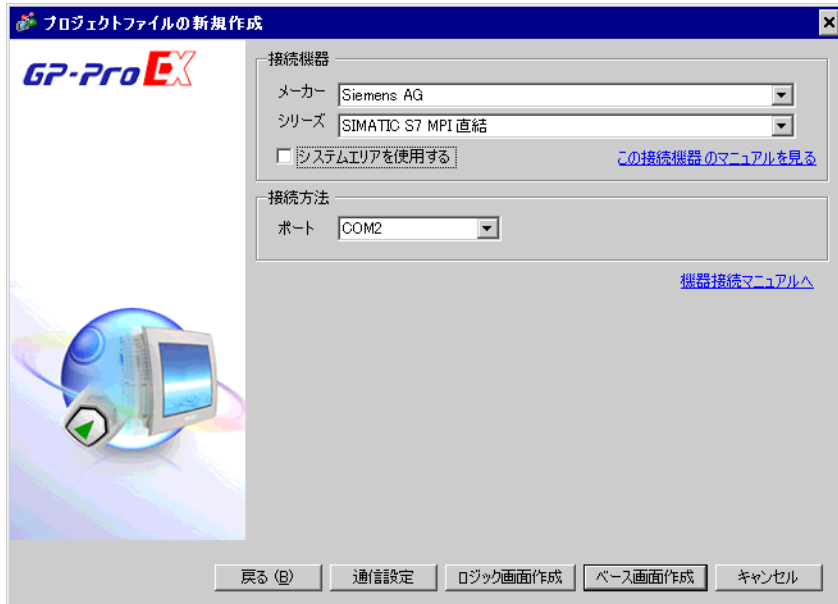 プロジェクトファイルの新規作成
GP-Pro EX
接続機器
メーカー Siemens AG
シリーズ SIMATIC S7 MPI 直結
システムエリアを使用する この接続機器のマニュアルを見る
接続方法
ポート COM2
機器接続マニュアルへ
戻る (B) 通信設定 ロジック画面作成 ベース画面作成 キャンセル